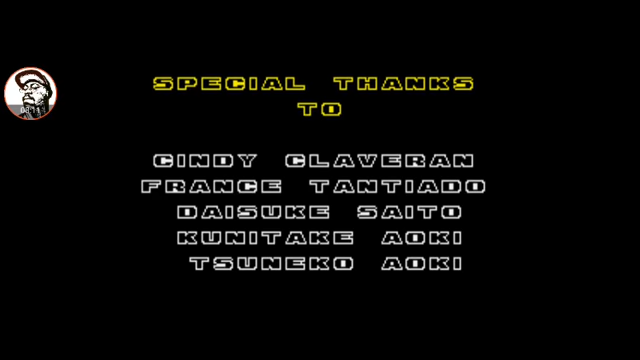 SPECIAL THANKS
TO
CINDY CLAVERAN
FRANCE TANTIADO
DAISUKE SAITO
KUNITAKE AOKI
TSUNEKO AOKI